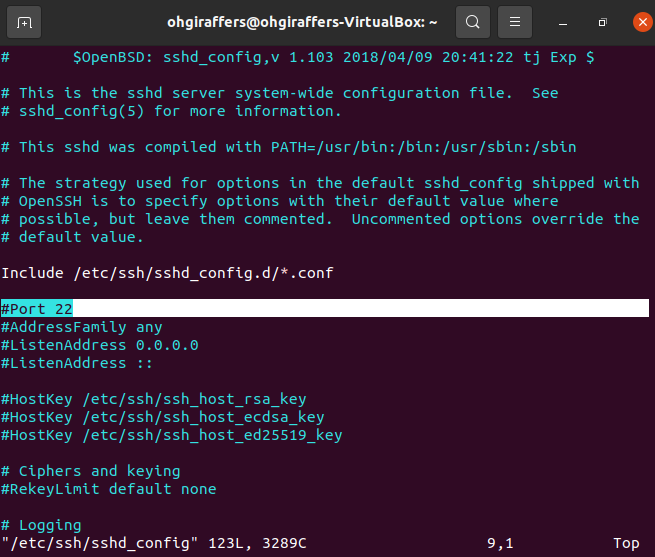 ohgiraffers@ohgiraffers-VirtualBox: ~
#       $OpenBSD: sshd_config,v 1.103 2018/04/09 20:41:22 tj Exp $
# This is the sshd server system-wide configuration file.  See
# sshd_config(5) for more information.
# This sshd was compiled with PATH=/usr/bin:/bin:/usr/sbin:/sbin
# The strategy used for options in the default sshd_config shipped with
# OpenSSH is to specify options with their default value where
# possible, but leave them commented.  Uncommented options override the
# default value.
Include /etc/ssh/sshd_config.d/*.conf
#Port 22
#AddressFamily any
#ListenAddress 0.0.0.0
#ListenAddress ::
#HostKey /etc/ssh/ssh_host_rsa_key
#HostKey /etc/ssh/ssh_host_ecdsa_key
#HostKey /etc/ssh/ssh_host_ed25519_key
# Ciphers and keying
#RekeyLimit default none
# Logging
"/etc/ssh/sshd_config" 123L, 3289C                    9,1           Top